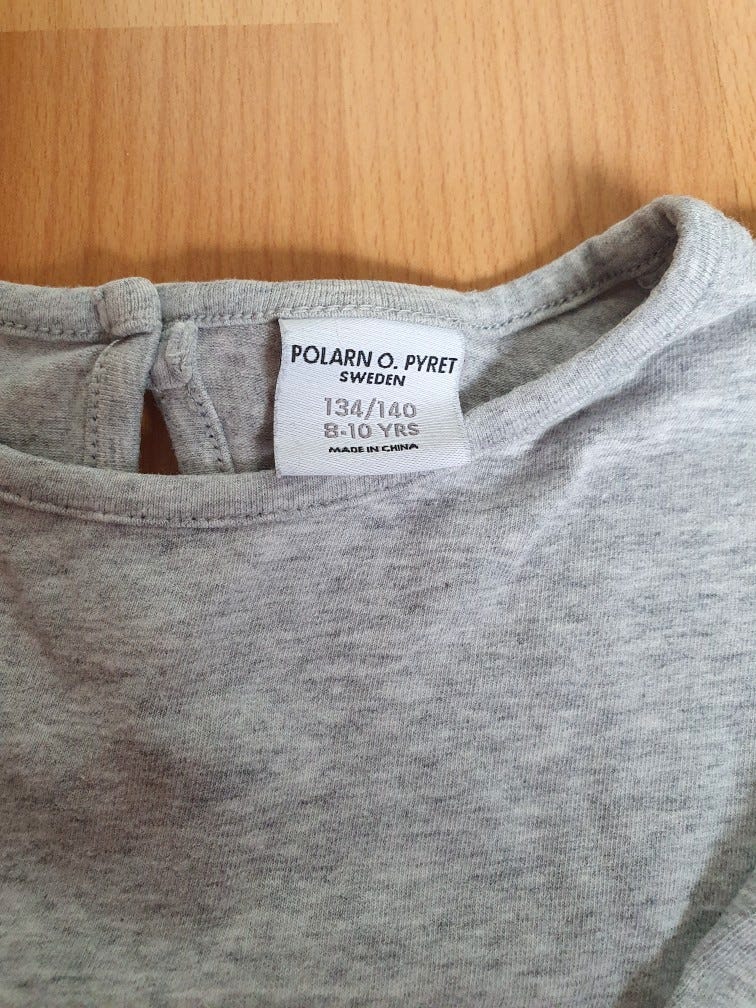 POLARN O. PYRET
SWEDEN
134/140
8-10 YRS
MADE IN CHINA